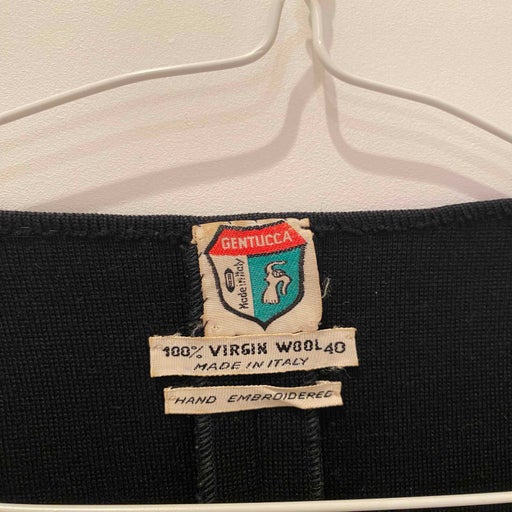 GENTUCCA
Made in Italy
100% VIRGIN WOOL 40
MADE IN ITALY
HAND EMBROIDERED